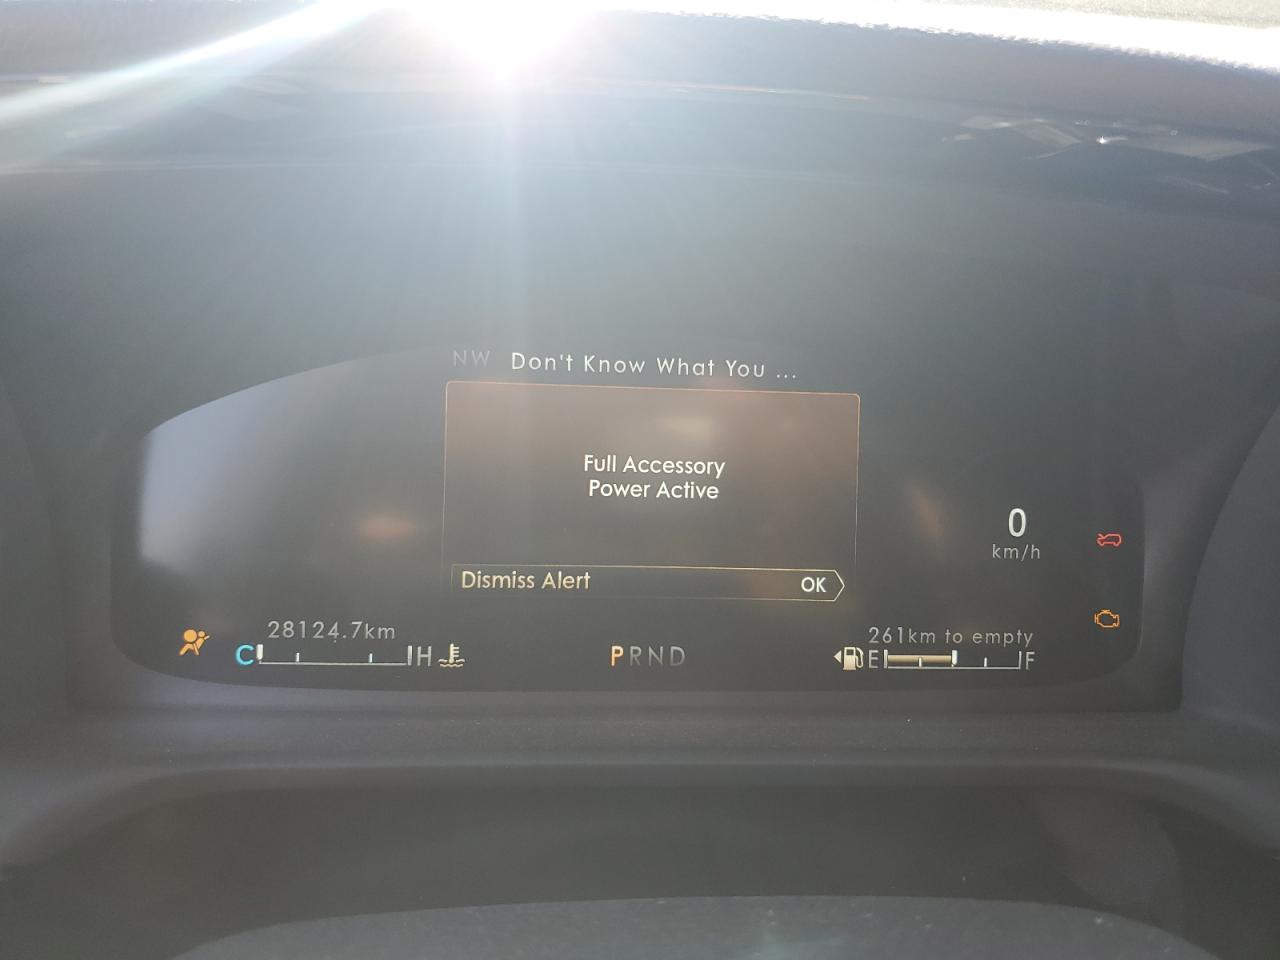 NW Don't Know What You ...
Full Accessory
Power Active
Dismiss Alert OK
0
km/h
28124.7km
261km to empty
C H
PRND
E F